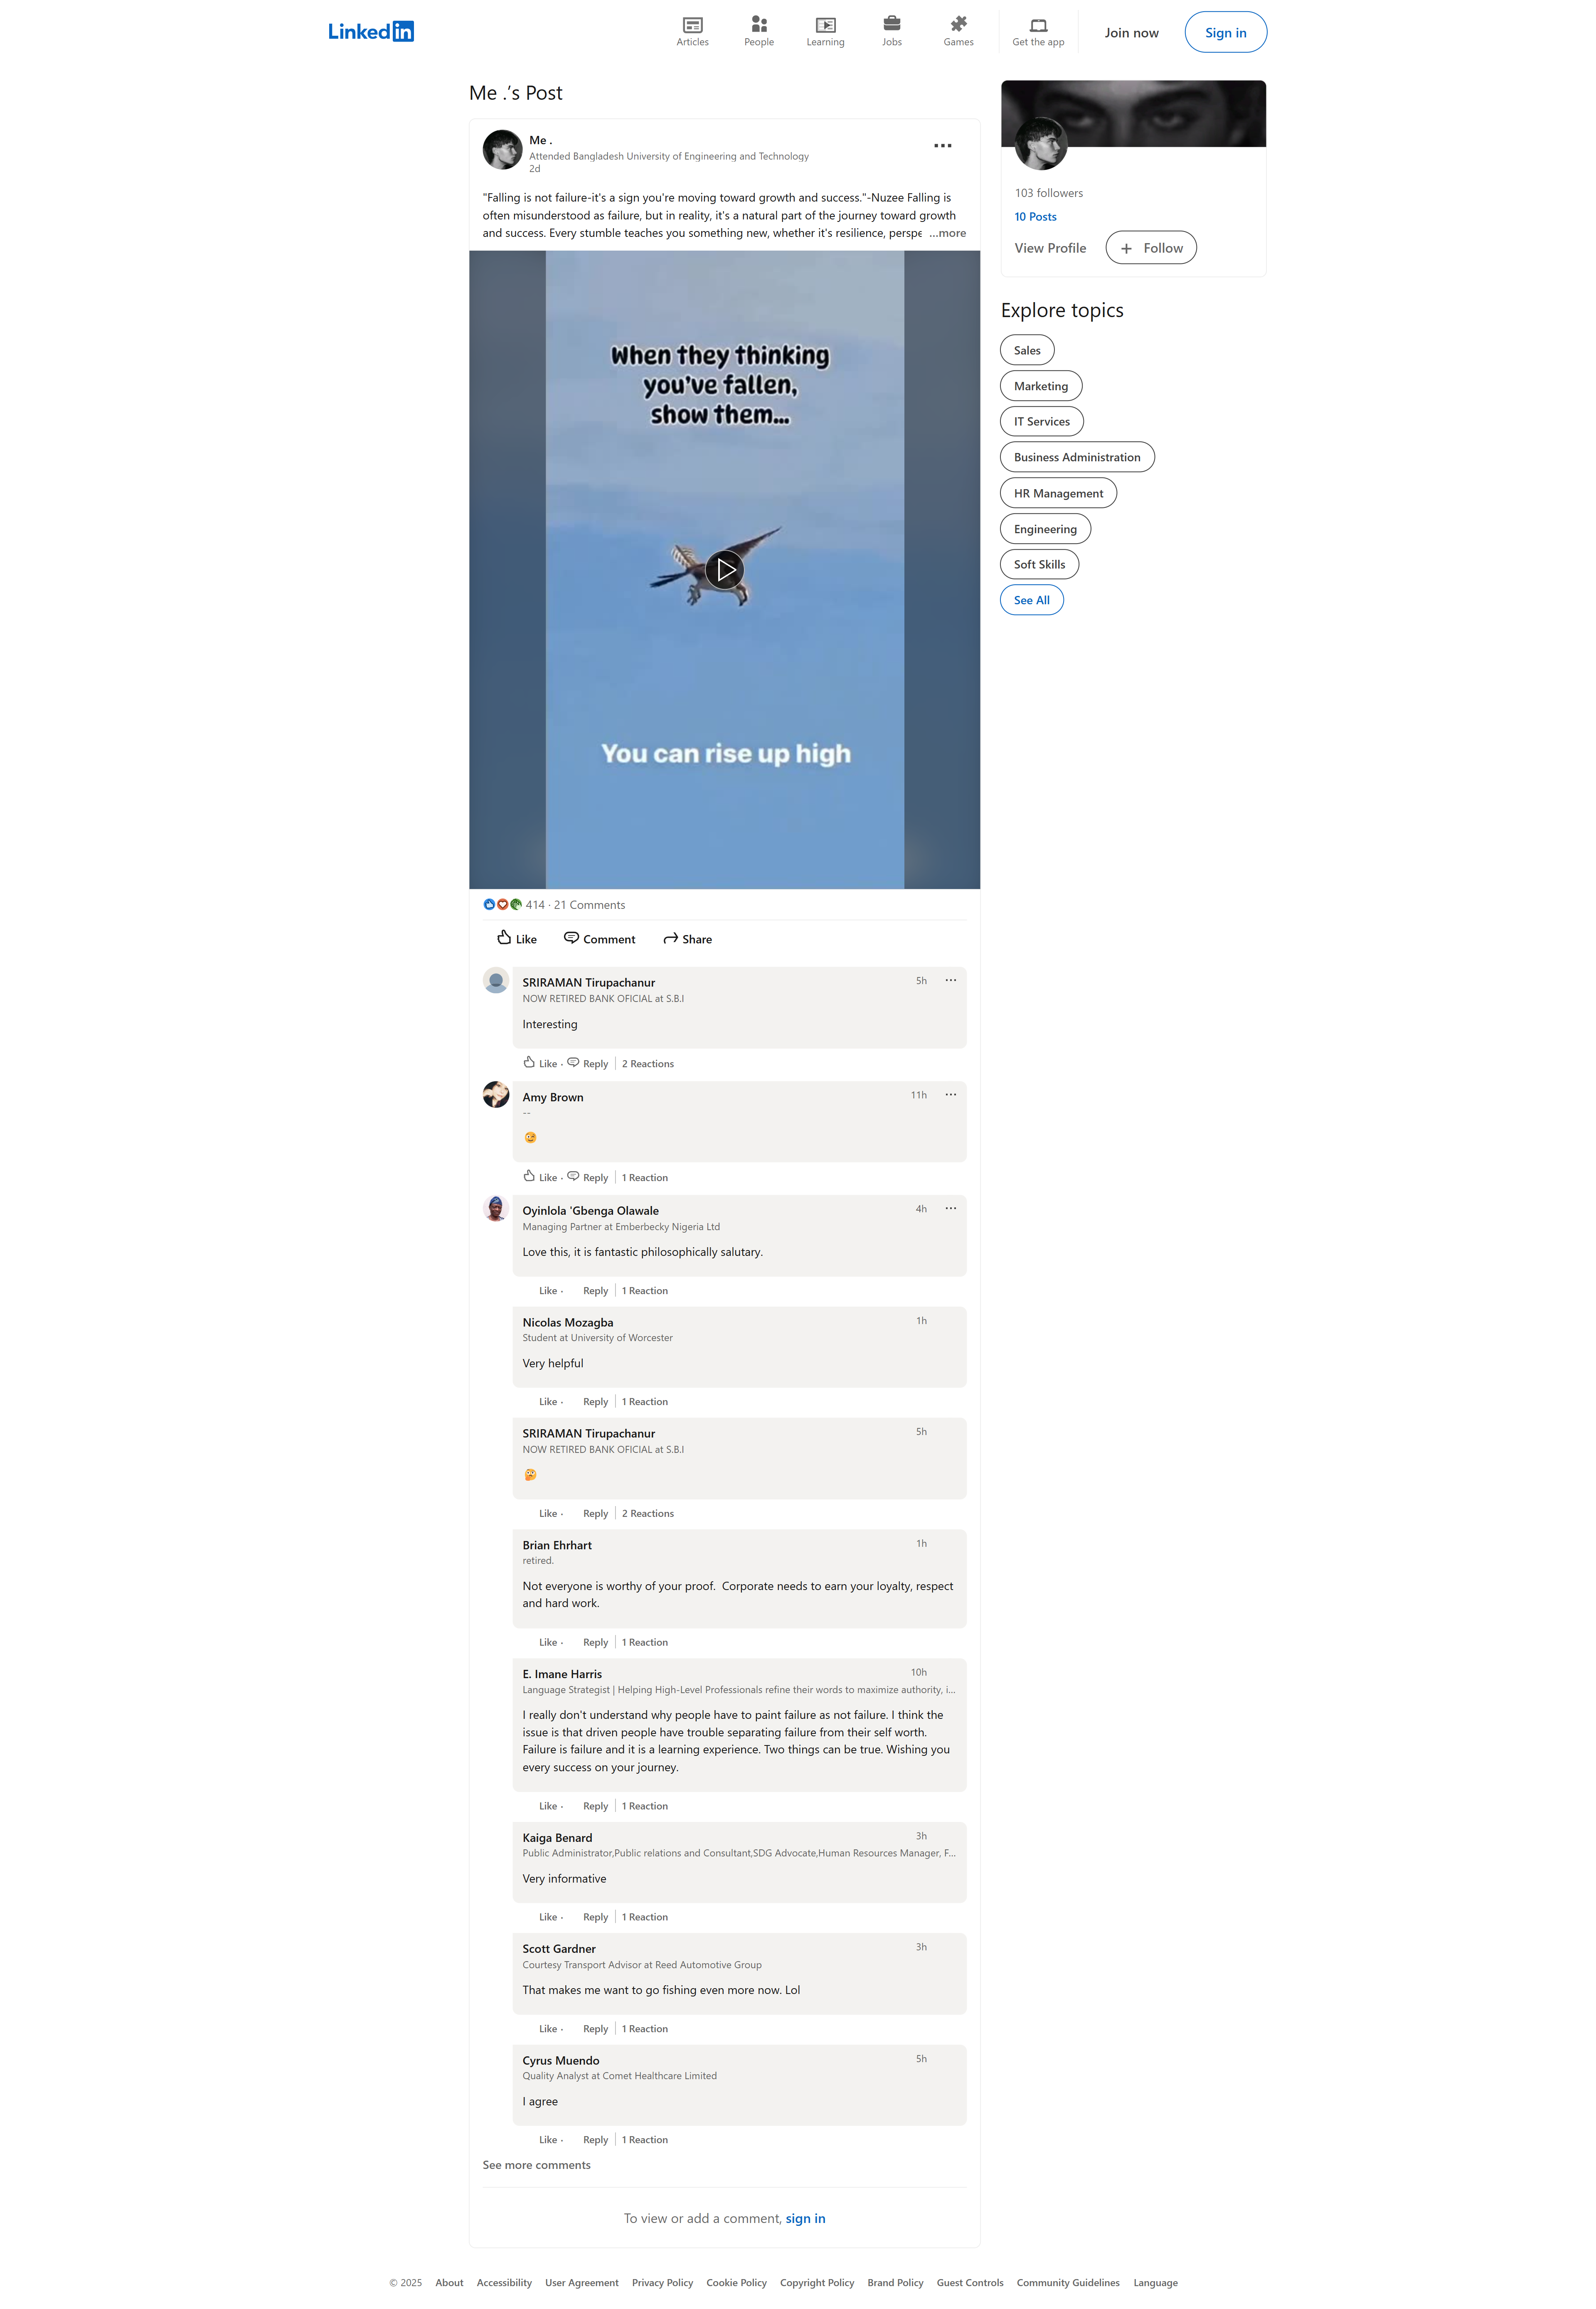 LinkedIn
Articles
People
Learning
Jobs
Games
Get the app
Join now
Sign in
Me .’s Post
Me .
Attended Bangladesh University of Engineering and Technology
2d
"Falling is not failure-it's a sign you're moving toward growth and success."-Nuzee Falling is
often misunderstood as failure, but in reality, it's a natural part of the journey toward growth
and success. Every stumble teaches you something new, whether it's resilience, perspe ...more
When they thinking
you've fallen,
show them...
You can rise up high
414 · 21 Comments
Like
Comment
Share
SRIRAMAN Tirupachanur
5h
NOW RETIRED BANK OFICIAL at S.B.I
Interesting
Like · Reply | 2 Reactions
Amy Brown
11h
--
😉
Like · Reply | 1 Reaction
Oyinlola 'Gbenga Olawale
4h
Managing Partner at Emberbecky Nigeria Ltd
Love this, it is fantastic philosophically salutary.
Like · Reply | 1 Reaction
Nicolas Mozagba
1h
Student at University of Worcester
Very helpful
Like · Reply | 1 Reaction
SRIRAMAN Tirupachanur
5h
NOW RETIRED BANK OFICIAL at S.B.I
Like · Reply | 2 Reactions
Brian Ehrhart
1h
retired.
Not everyone is worthy of your proof.  Corporate needs to earn your loyalty, respect
and hard work.
Like · Reply | 1 Reaction
E. Imane Harris
10h
Language Strategist | Helping High-Level Professionals refine their words to maximize authority, i...
I really don't understand why people have to paint failure as not failure. I think the
issue is that driven people have trouble separating failure from their self worth.
Failure is failure and it is a learning experience. Two things can be true. Wishing you
every success on your journey.
Like · Reply | 1 Reaction
Kaiga Benard
3h
Public Administrator,Public relations and Consultant,SDG Advocate,Human Resources Manager, F...
Very informative
Like · Reply | 1 Reaction
Scott Gardner
3h
Courtesy Transport Advisor at Reed Automotive Group
That makes me want to go fishing even more now. Lol
Like · Reply | 1 Reaction
Cyrus Muendo
5h
Quality Analyst at Comet Healthcare Limited
I agree
Like · Reply | 1 Reaction
See more comments
To view or add a comment, sign in
103 followers
10 Posts
View Profile
+ Follow
Explore topics
Sales
Marketing
IT Services
Business Administration
HR Management
Engineering
Soft Skills
See All
© 2025 About Accessibility User Agreement Privacy Policy Cookie Policy Copyright Policy Brand Policy Guest Controls Community Guidelines Language